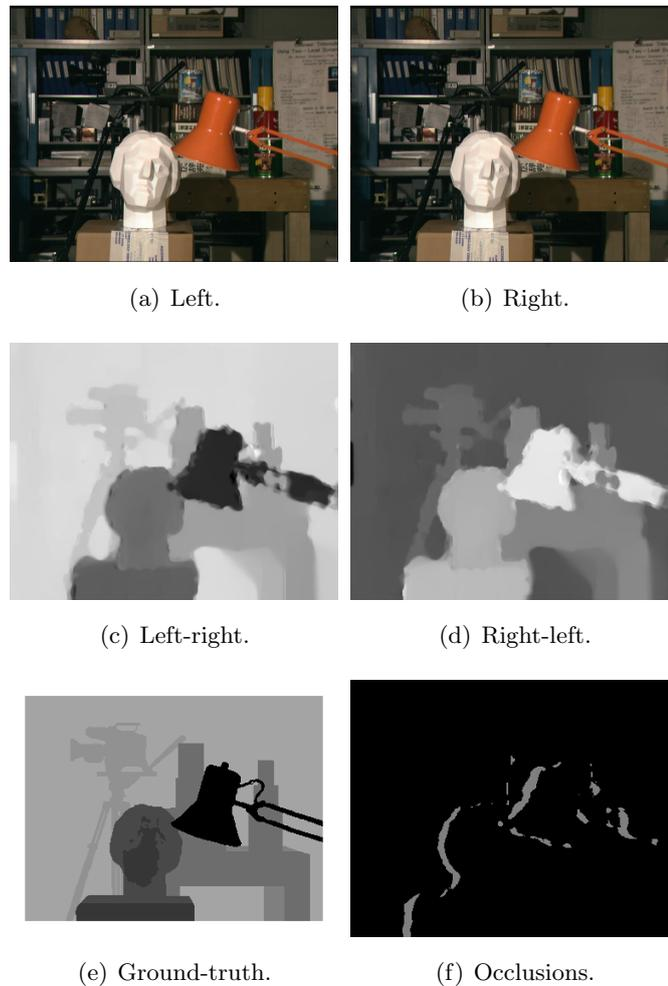 (a) Left.
(b) Right.
(c) Left-right.
(d) Right-left.
(e) Ground-truth.
(f) Occlusions.